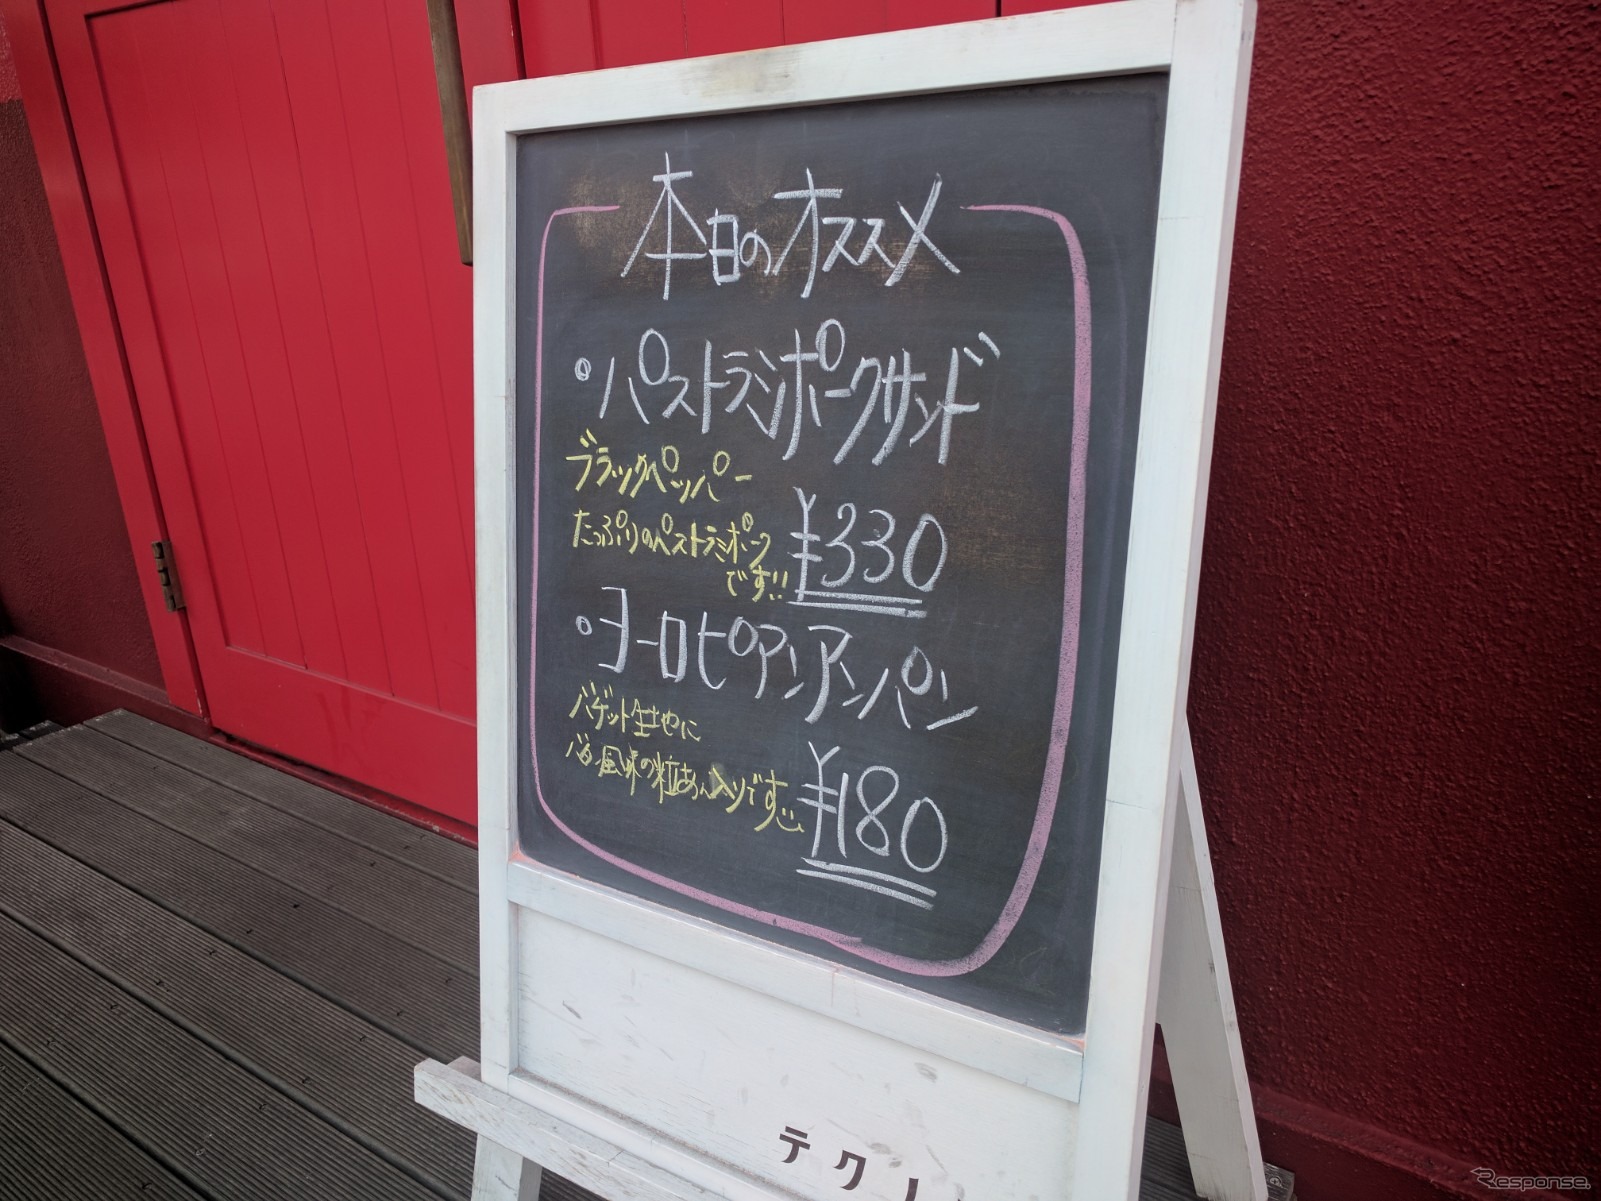 本日のオススメ
・パストラミポークサンド
ブラックペッパー
たっぷりのパストラミポーク
です!!
¥330
・ヨーロピアンアンパン
バゲット生地に
風味の粒あん入りです
¥180
テクノ
Response.